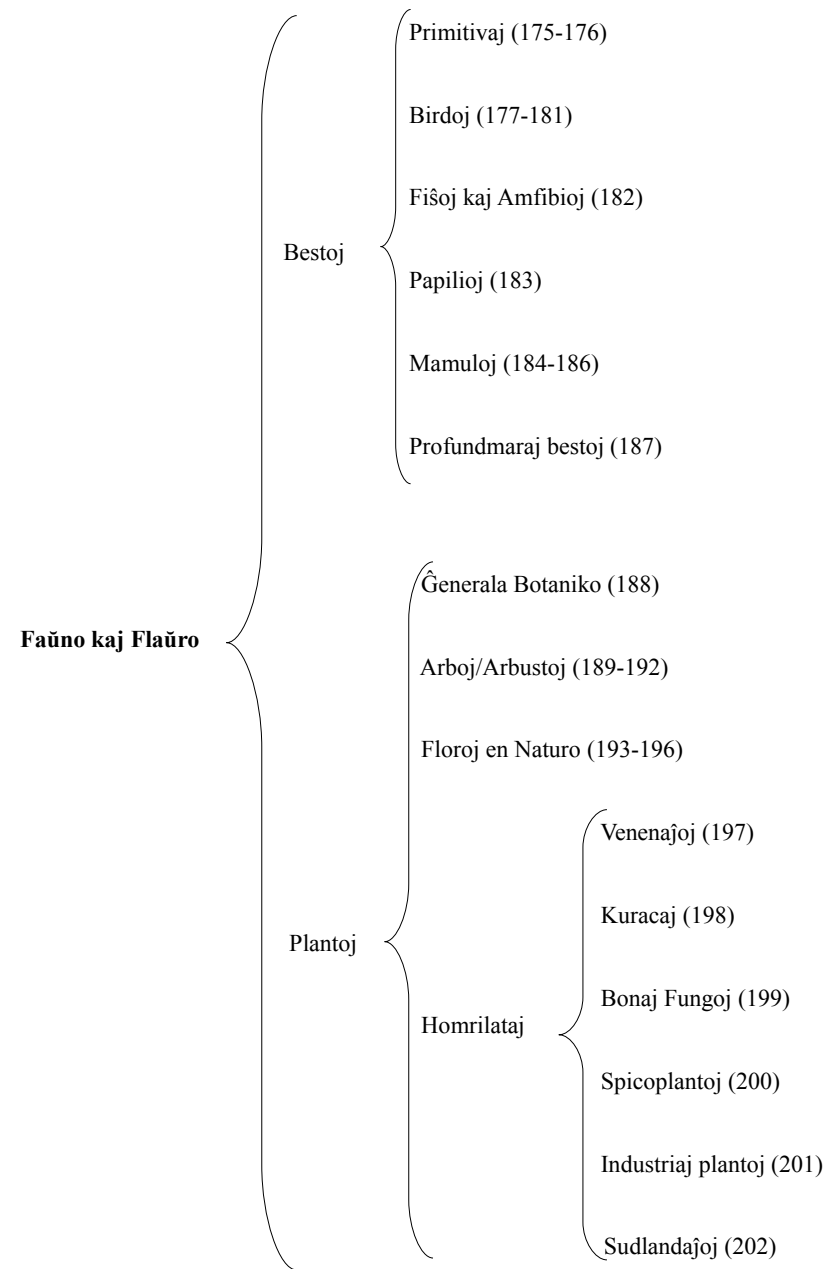 Primitivaj (175-176)
Birdoj (177-181)
Fiŝoj kaj Amfibioj (182)
Bestoj
Papilioj (183)
Mamuloj (184-186)
Profundmaraj bestoj (187)
Ĝenerala Botaniko (188)
Faŭno kaj Flaŭro
Arboj/Arbustoj (189-192)
Floroj en Naturo (193-196)
Venenaĵoj (197)
Kuracaj (198)
Plantoj
Bonaj Fungoj (199)
Homrilataj
Spicoplantoj (200)
Industriaj plantoj (201)
Sudlandaĵoj (202)